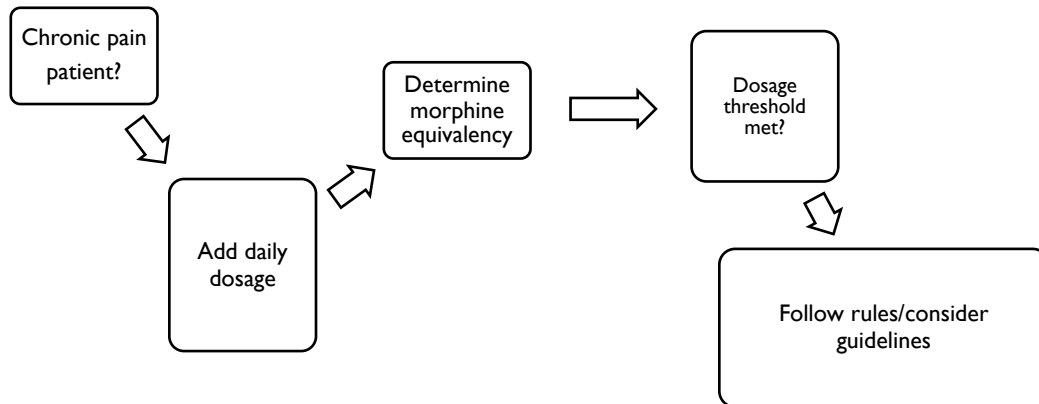 Chronic pain
patient?
Add daily
dosage
Determine
morphine
equivalency
Dosage
threshold
met?
Follow rules/consider
guidelines